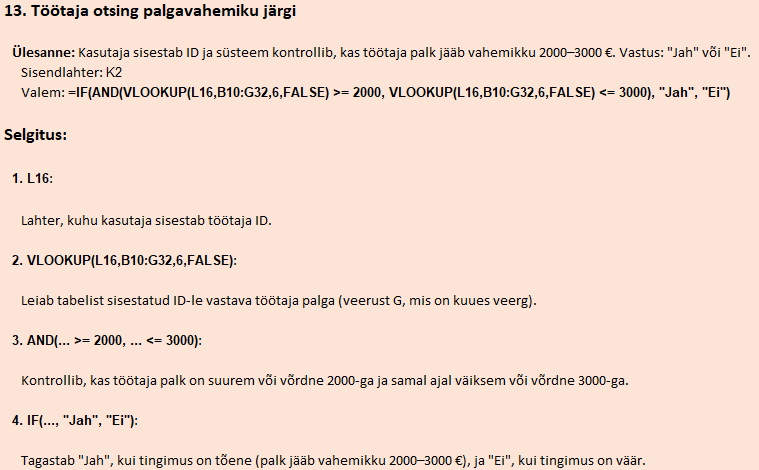 13. Töötaja otsing palgavahemiku järgi
Ülesanne: Kasutaja sisestab ID ja süsteem kontrollib, kas töötaja palk jääb vahemikku 2000–3000 €. Vastus: "Jah" või "Ei".
Sisendlahter: K2
Valem: =IF(AND(VLOOKUP(L16,B10:G32,6,FALSE) >= 2000, VLOOKUP(L16,B10:G32,6,FALSE) <= 3000), "Jah", "Ei")
Selgitus:
1. L16:
Lahter, kuhu kasutaja sisestab töötaja ID.
2. VLOOKUP(L16,B10:G32,6,FALSE):
Leiab tabelist sisestatud ID-le vastava töötaja palga (veerust G, mis on kuues veerg).
3. AND(... >= 2000, ... <= 3000):
Kontrollib, kas töötaja palk on suurem või võrdne 2000-ga ja samal ajal väiksem või võrdne 3000-ga.
4. IF(..., "Jah", "Ei"):
Tagastab "Jah", kui tingimus on tõene (palk jääb vahemikku 2000–3000 €), ja "Ei", kui tingimus on väär.